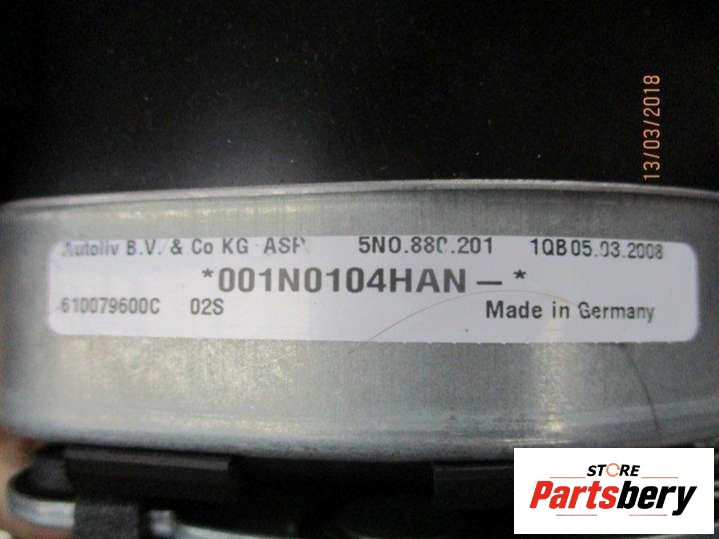 13/03/2018
Autoliv B.V. & Co KG ASP 5N0.880.201 1QB 05.03.2008
*001N0104HAN – *
610079600C 02S
Made in Germany
STORE
Partsbery